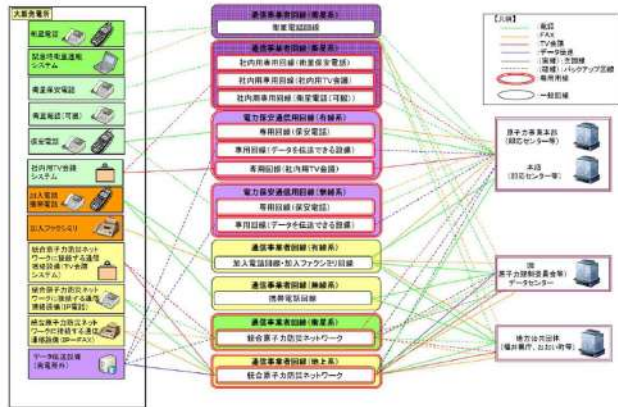 大飯発電所
衛星電話
緊急時衛星通報
システム
衛星保安電話
衛星電話(可搬)
保安電話
社内用TV会議
システム
加入電話
携帯電話
加入ファクシミリ
統合原子力防災ネット
ワークに接続する通信
連絡設備(TV会議
システム)
統合原子力防災ネット
ワークに接続する通信
連絡設備(IP電話)
統合原子力防災ネット
ワークに接続する通信
連絡設備(IP-FAX)
データ伝送設備
(発電所外)
通信事業者回線(衛星系)
衛星電話回線
通信事業者回線(衛星系)
社内用専用回線(衛星保安電話)
社内用専用回線(社内用TV会議)
社内用専用回線(衛星電話(可搬))
電力保安通信用回線(有線系)
専用回線(保安電話)
専用回線(データを伝送できる設備)
専用回線(社内用TV会議)
電力保安通信用回線(無線系)
専用回線(保安電話)
専用回線(データを伝送できる設備)
通信事業者回線(有線系)
加入電話回線・加入ファクシミリ回線
通信事業者回線(無線系)
携帯電話回線
通信事業者回線(衛星系)
統合原子力防災ネットワーク
通信事業者回線(地上系)
統合原子力防災ネットワーク
【凡例】
:電話
:FAX
:TV会議
:データ伝送
:(実線):主回線
:(破線):バックアップ回線
:専用回線
:一般回線
原子力事業本部
(対応センター等)
本店
(対応センター等)
国
原子力規制委員会等
データセンター
地方公共団体
(福井県庁、おおい町等)